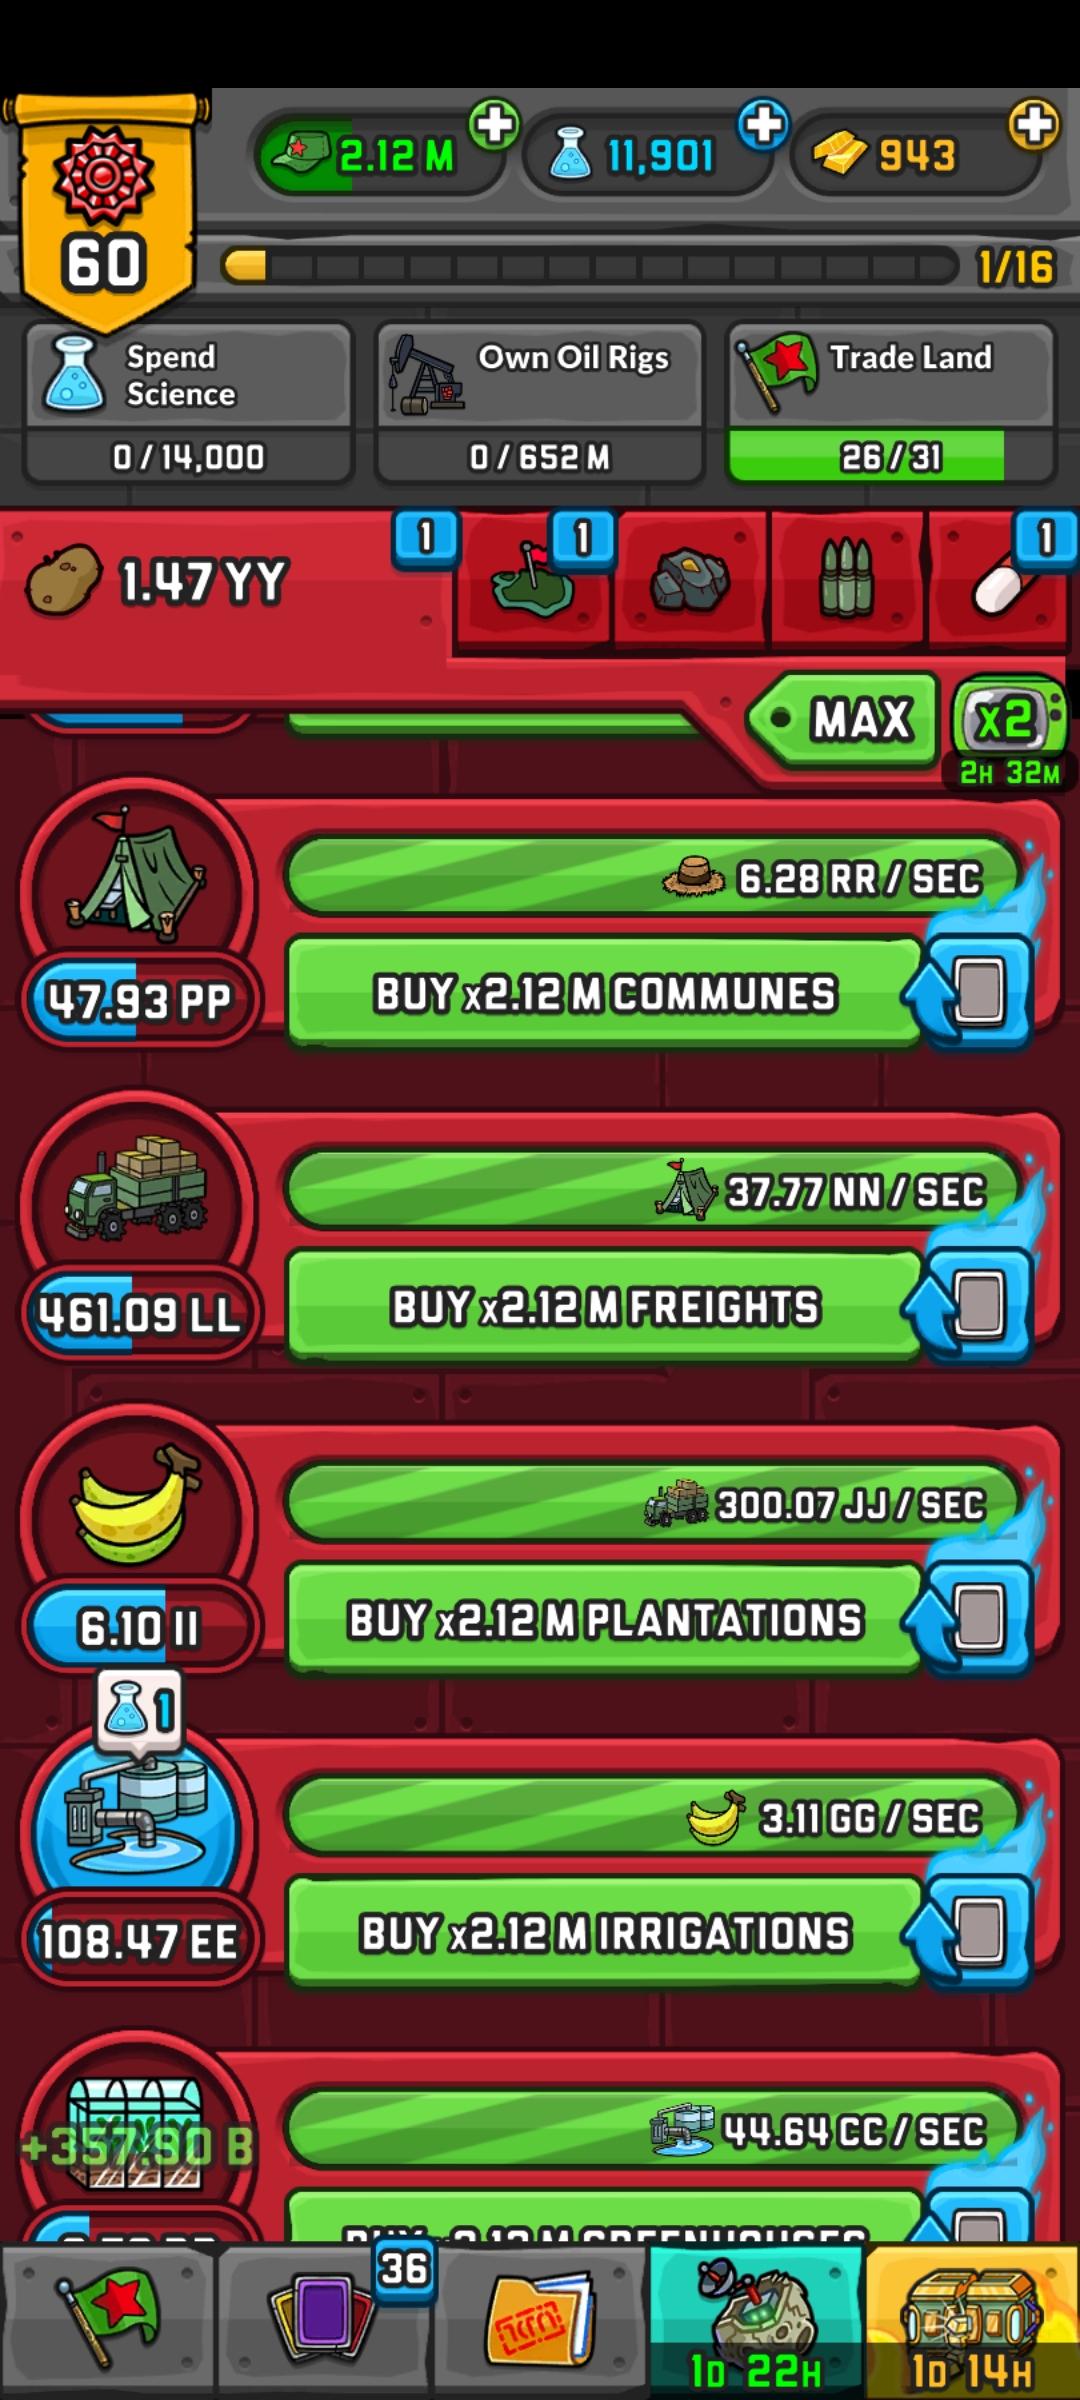 60
2.12 M
11,901
943
1/16
Spend
Science
0/14,000
Own Oil Rigs
0/652 M
Trade Land
26/31
1.47 YY
1
1
1
MAX
x2
2H 32M
6.28 RR / SEC
47.93 PP
BUY x2.12 M COMMUNES
37.77 NN / SEC
461.09 LL
BUY x2.12 M FREIGHTS
300.07 JJ / SEC
6.10 II
BUY x2.12 M PLANTATIONS
1
3.11 GG / SEC
108.47 EE
BUY x2.12 M IRRIGATIONS
44.64 CC / SEC
+357.90 B
BUY x2.12 M GREENHOUSES
36
1D 22H
1D 14H